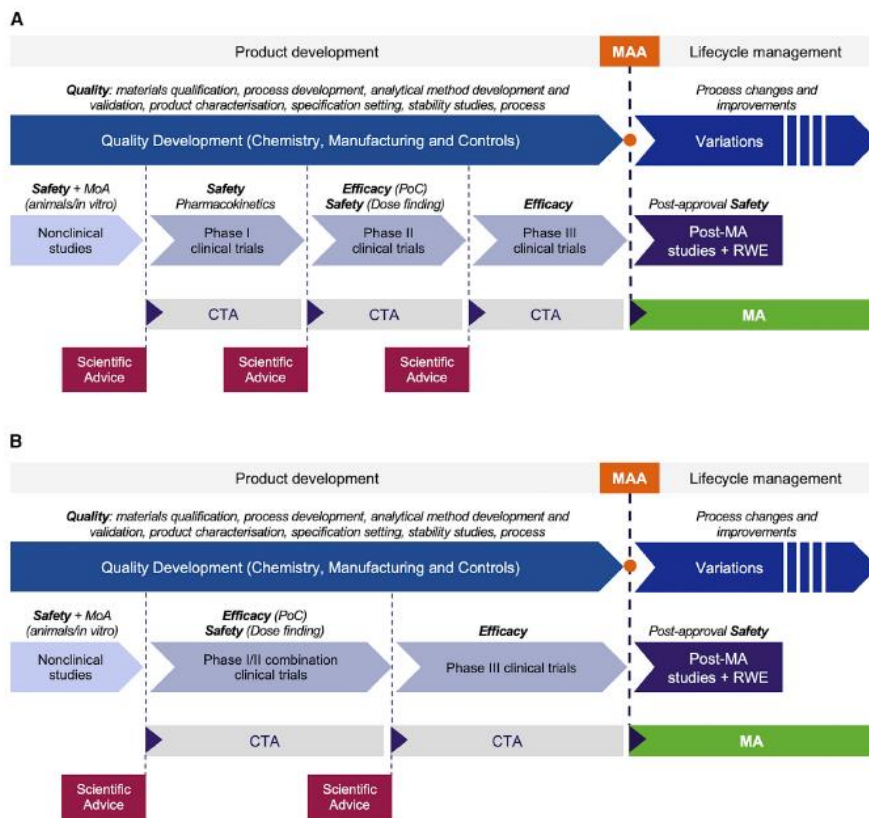 A
Product development
MAA
Lifecycle management
Quality: materials qualification, process development, analytical method development and
validation, product characterisation, specification setting, stability studies, process
Process changes and
improvements
Quality Development (Chemistry, Manufacturing and Controls)
Variations
Safety + MoA
(animals/in vitro)
Safety
Pharmacokinetics
Efficacy (PoC)
Safety (Dose finding)
Efficacy
Post-approval Safety
Nonclinical
studies
Phase I
clinical trials
Phase II
clinical trials
Phase III
clinical trials
Post-MA
studies + RWE
CTA
CTA
CTA
MA
Scientific
Advice
Scientific
Advice
Scientific
Advice
B
Product development
MAA
Lifecycle management
Quality: materials qualification, process development, analytical method development and
validation, product characterisation, specification setting, stability studies, process
Process changes and
improvements
Quality Development (Chemistry, Manufacturing and Controls)
Variations
Safety + MoA
(animals/in vitro)
Efficacy (PoC)
Safety (Dose finding)
Efficacy
Post-approval Safety
Nonclinical
studies
Phase I/II combination
clinical trials
Phase III clinical trials
Post-MA
studies + RWE
CTA
CTA
MA
Scientific
Advice
Scientific
Advice